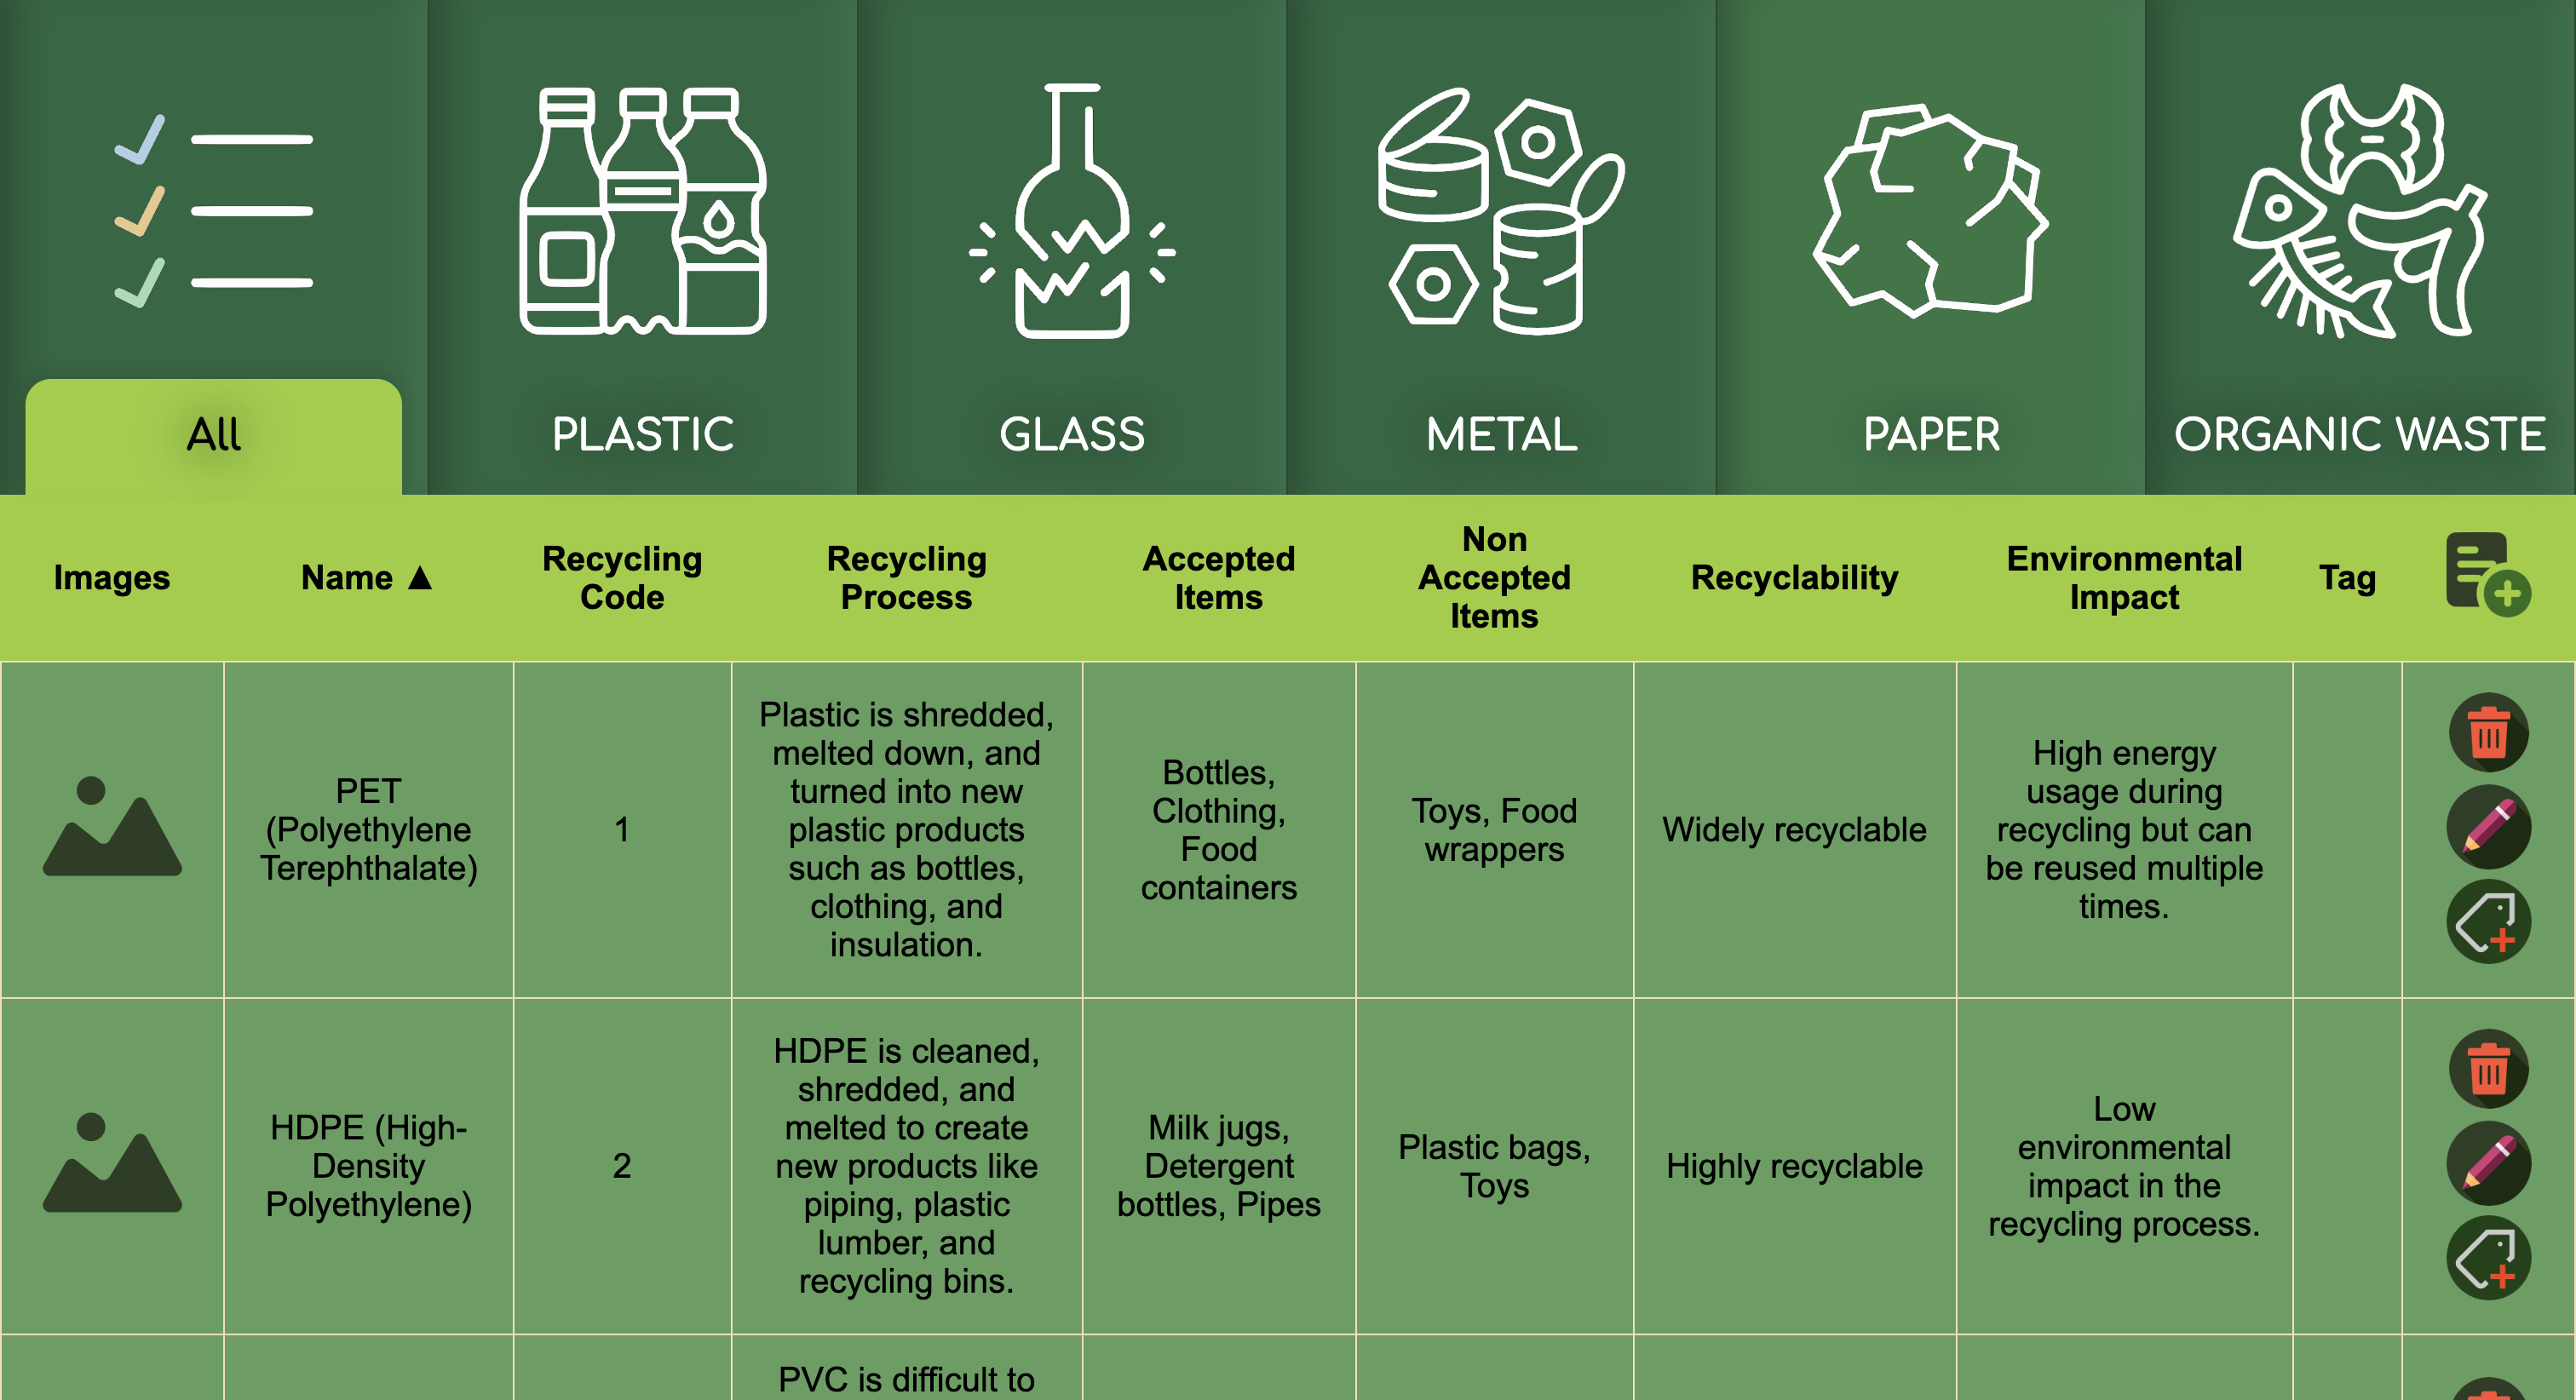 All
PLASTIC
GLASS
METAL
PAPER
ORGANIC WASTE
Images
Name ▲
Recycling
Code
Recycling
Process
Accepted
Items
Non
Accepted
Items
Recyclability
Environmental
Impact
Tag
PET
(Polyethylene
Terephthalate)
1
Plastic is shredded,
melted down, and
turned into new
plastic products
such as bottles,
clothing, and
insulation.
Bottles,
Clothing,
Food
containers
Toys, Food
wrappers
Widely recyclable
High energy
usage during
recycling but can
be reused multiple
times.
HDPE (High-
Density
Polyethylene)
2
HDPE is cleaned,
shredded, and
melted to create
new products like
piping, plastic
lumber, and
recycling bins.
Milk jugs,
Detergent
bottles, Pipes
Plastic bags,
Toys
Highly recyclable
Low
environmental
impact in the
recycling process.
PVC is difficult to